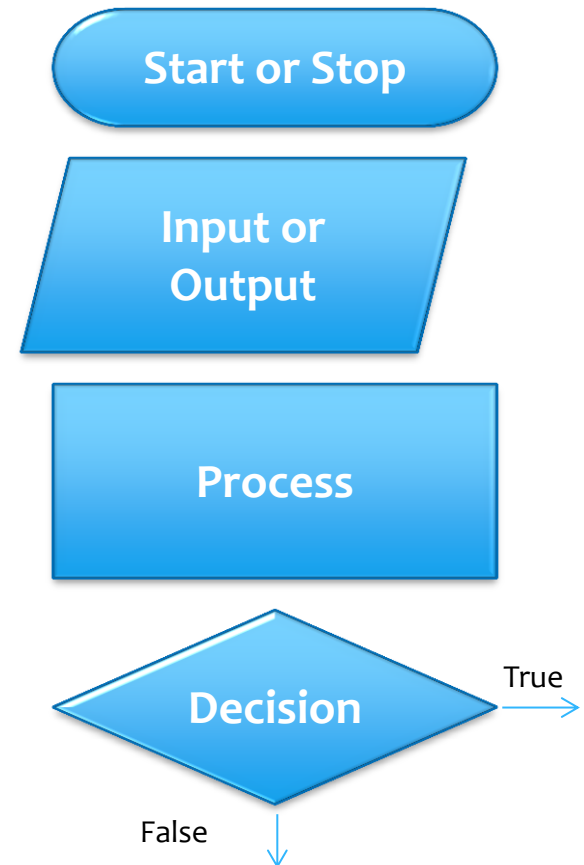 Start or Stop
Input or
Output
Process
Decision
True
False